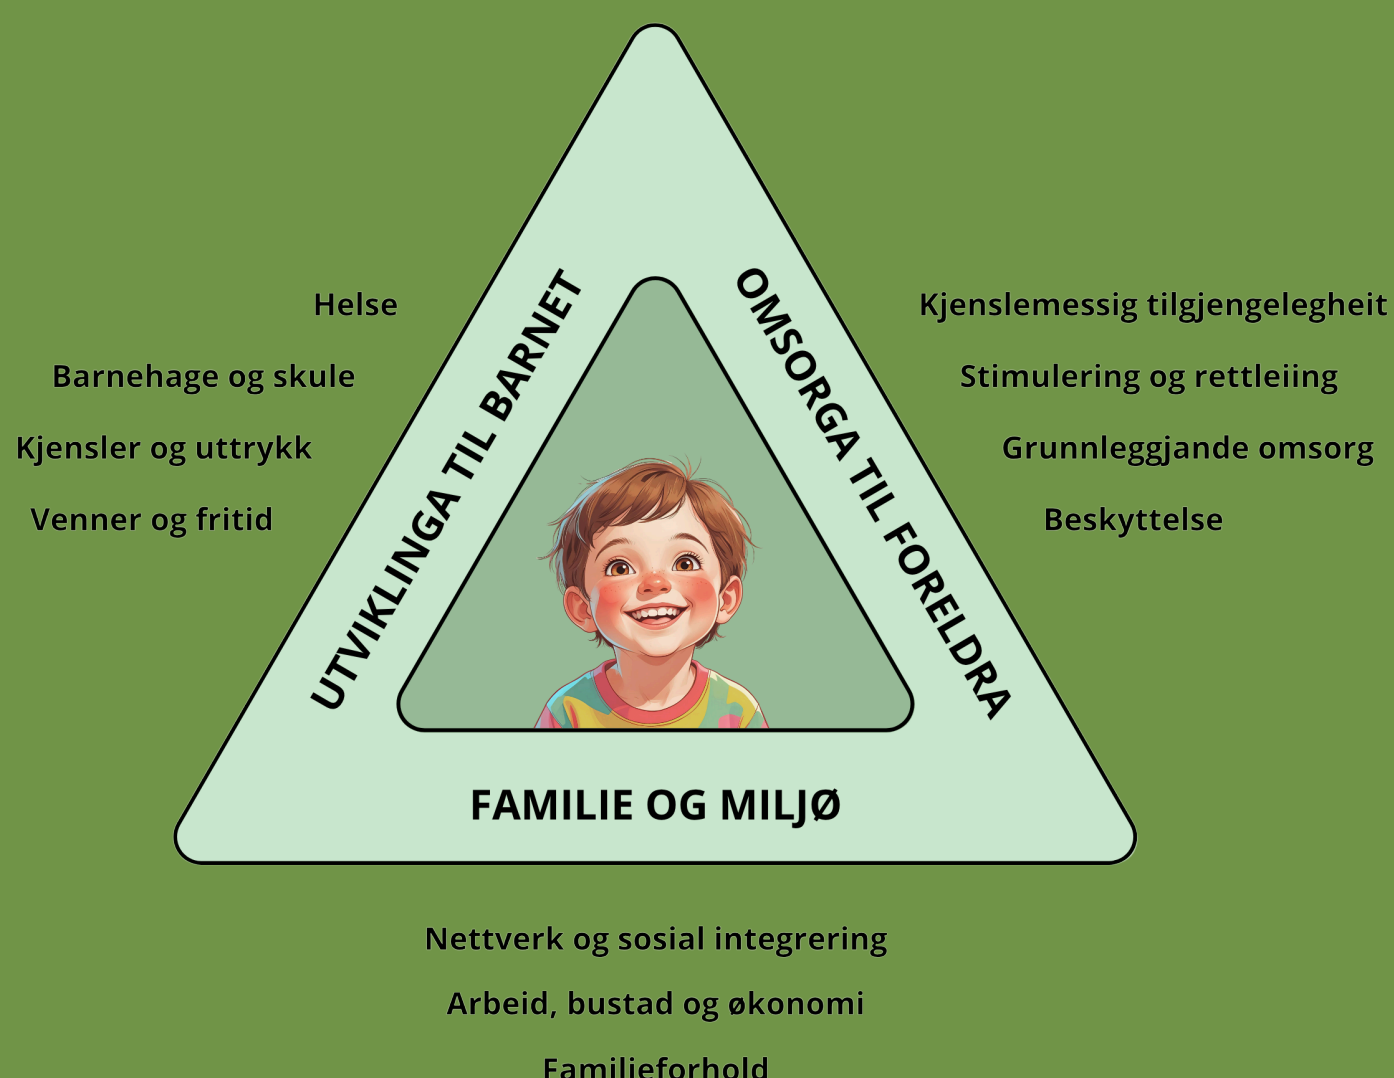 Helse
Barnehage og skule
Kjensler og uttrykk
Venner og fritid
UTVIKLINGA TIL BARNET
OMSORGA TIL FORELDRA
Kjenslemessig tilgjengelegheit
Stimulering og rettleiing
Grunnleggjande omsorg
Beskyttelse
FAMILIE OG MILJØ
Nettverk og sosial integrering
Arbeid, bustad og økonomi
Familieforhold